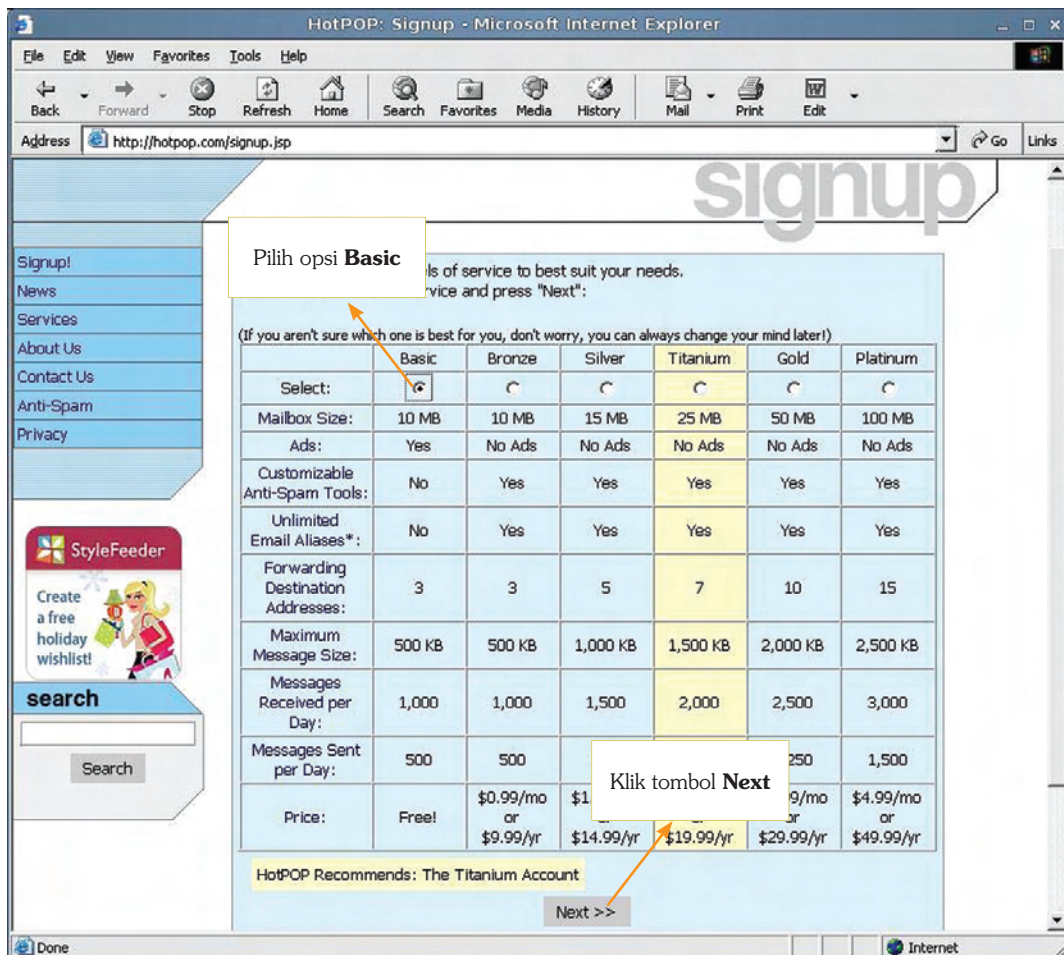 HotPOP: Signup - Microsoft Internet Explorer
File Edit View Favorites Tools Help
Back Forward Stop Refresh Home Search Favorites Media History Mail Print Edit
Address http://hotpop.com/signup.jsp Go Links
signup
Signup!
News
Services
About Us
Contact Us
Anti-Spam
Privacy
StyleFeeder
Create
a free
holiday
wishlist!
search
Search
Pilih opsi Basic
of service to best suit your needs.
and press "Next":
(If you aren't sure which one is best for you, don't worry, you can always change your mind later!)
Basic Bronze Silver Titanium Gold Platinum
Select:
Mailbox Size: 10 MB 10 MB 15 MB 25 MB 50 MB 100 MB
Ads: Yes No Ads No Ads No Ads No Ads No Ads
Customizable
Anti-Spam Tools: No Yes Yes Yes Yes Yes
Unlimited
Email Aliases*: No Yes Yes Yes Yes Yes
Forwarding
Destination
Addresses: 3 3 5 7 10 15
Maximum
Message Size: 500 KB 500 KB 1,000 KB 1,500 KB 2,000 KB 2,500 KB
Messages
Received per
Day: 1,000 1,000 1,500 2,000 2,500 3,000
Messages Sent
per Day: 500 500 1,500
Klik tombol Next
Price: Free! $0.99/mo or $9.99/yr $14.99/yr $19.99/yr or $29.99/yr $4.99/mo or $49.99/yr
HotPOP Recommends: The Titanium Account
Next >>
Done Internet